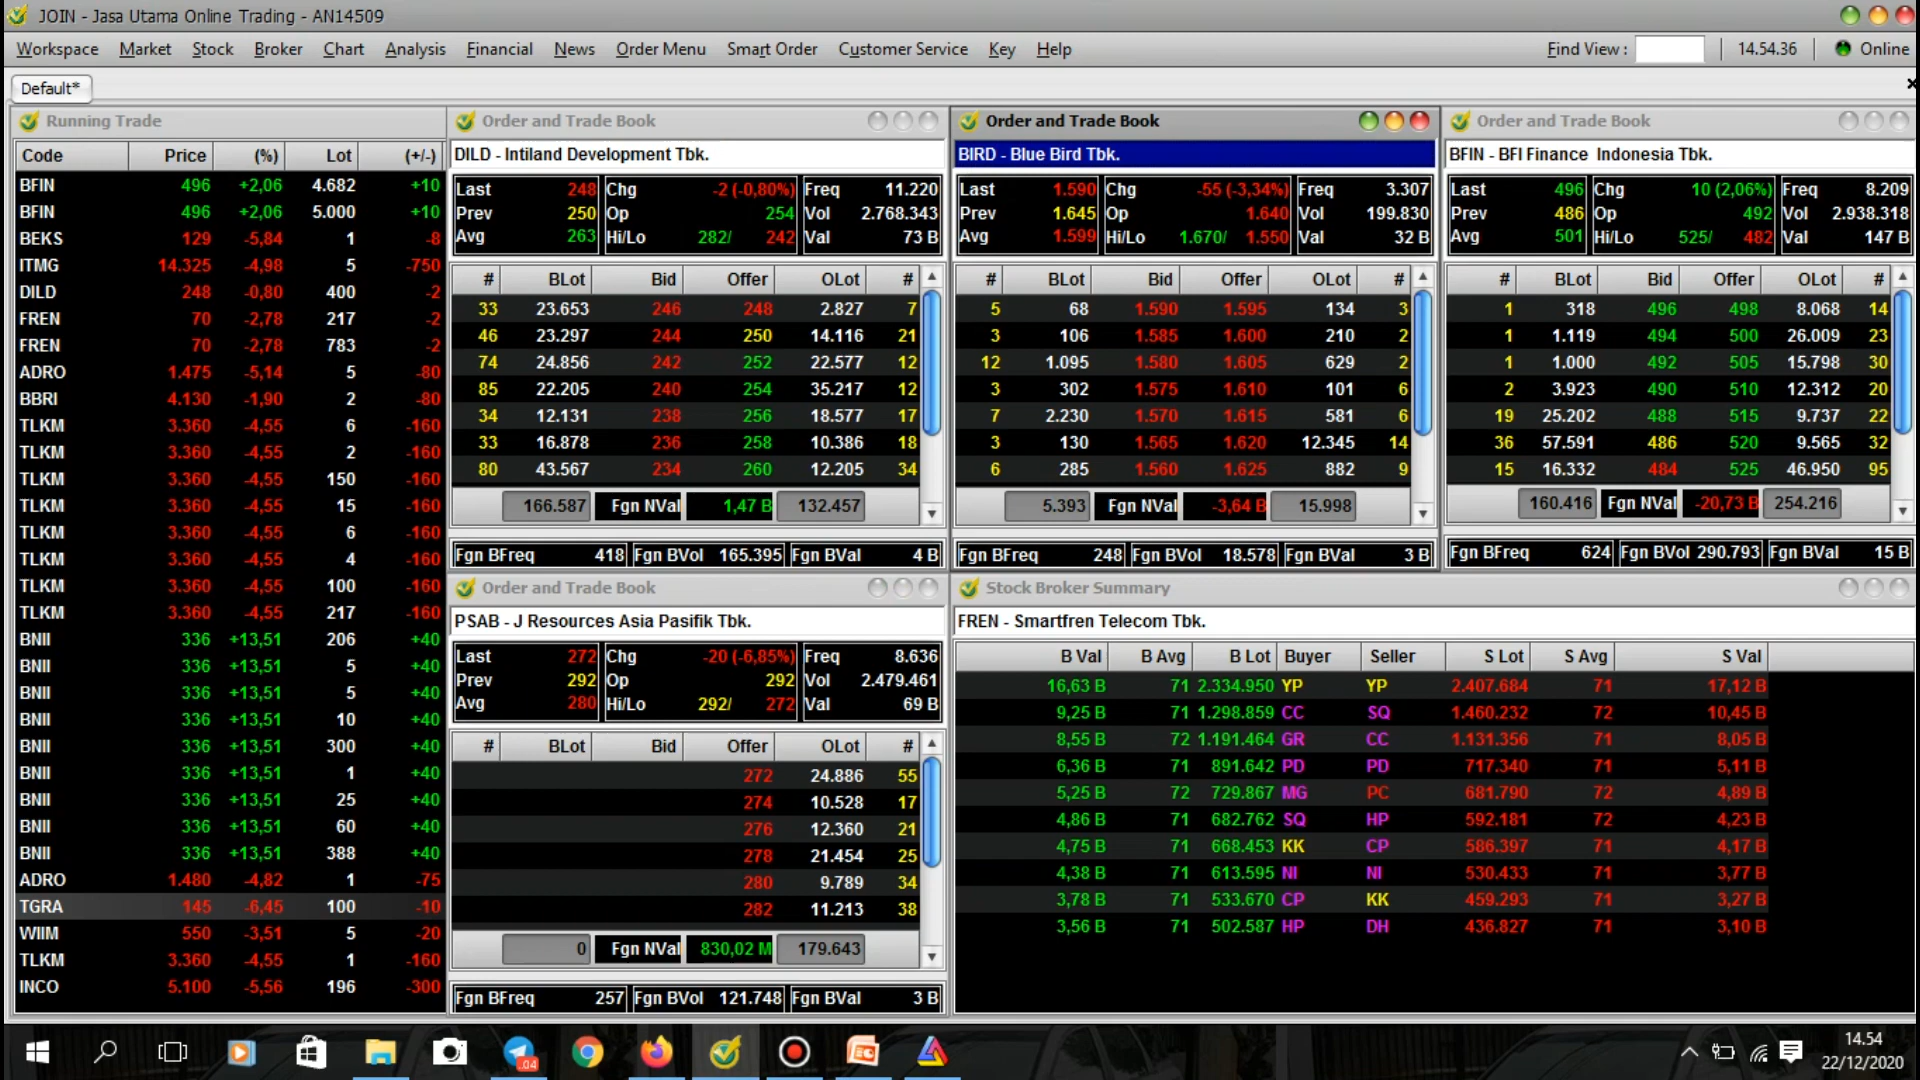 JOIN - Jasa Utama Online Trading - AN14509
Workspace Market Stock Broker Chart Analysis Financial News Order Menu Smart Order Customer Service Key Help Find View : 14.54.36 Online
Default*
Running Trade
Code Price (%) Lot (+/-)
BFIN 496 +2,06 4.682 +10
BFIN 496 +2,06 5.000 +10
BEKS 129 -5,84 1 -8
ITMG 14.325 -4,98 5 -750
DILD 248 -0,80 400 -2
FREN 70 -2,78 217 -2
FREN 70 -2,78 783 -2
ADRO 1.475 -5,14 5 -80
BBRI 4.130 -1,90 2 -80
TLKM 3.360 -4,55 6 -160
TLKM 3.360 -4,55 2 -160
TLKM 3.360 -4,55 150 -160
TLKM 3.360 -4,55 15 -160
TLKM 3.360 -4,55 6 -160
TLKM 3.360 -4,55 4 -160
TLKM 3.360 -4,55 100 -160
TLKM 3.360 -4,55 217 -160
BNII 336 +13,51 206 +40
BNII 336 +13,51 5 +40
BNII 336 +13,51 5 +40
BNII 336 +13,51 10 +40
BNII 336 +13,51 300 +40
BNII 336 +13,51 1 +40
BNII 336 +13,51 25 +40
BNII 336 +13,51 60 +40
BNII 336 +13,51 388 +40
ADRO 1.480 -4,82 1 -75
TGRA 145 -6,45 100 -10
WIIM 550 -3,51 5 -20
TLKM 3.360 -4,55 1 -160
INCO 5.100 -5,56 196 -300
Order and Trade Book
DILD - Intiland Development Tbk.
Last 248 Chg -2 (-0,80%) Freq 11.220
Prev 250 Op 254 Vol 2.768.343
Avg 263 Hi/Lo 282/ 242 Val 73 B
# BLot Bid Offer OLot #
33 23.653 246 248 2.827 7
46 23.297 244 250 14.116 21
74 24.856 242 252 22.577 12
85 22.205 240 254 35.217 12
34 12.131 238 256 18.577 17
33 16.878 236 258 10.386 18
80 43.567 234 260 12.205 34
166.587 Fgn NVal 1,47 B 132.457
Fgn BFreq 418 Fgn BVol 165.395 Fgn BVal 4 B
Order and Trade Book
BIRD - Blue Bird Tbk.
Last 1.590 Chg -55 (-3,34%) Freq 3.307
Prev 1.645 Op 1.640 Vol 199.830
Avg 1.599 Hi/Lo 1.670/ 1.550 Val 32 B
# BLot Bid Offer OLot #
5 68 1.590 1.595 134 3
3 106 1.585 1.600 210 2
12 1.095 1.580 1.605 629 2
3 302 1.575 1.610 101 6
7 2.230 1.570 1.615 581 6
3 130 1.565 1.620 12.345 14
6 285 1.560 1.625 882 9
5.393 Fgn NVal -3,64 B 15.998
Fgn BFreq 248 Fgn BVol 18.578 Fgn BVal 3 B
Order and Trade Book
BFIN - BFI Finance Indonesia Tbk.
Last 496 Chg 10 (2,06%) Freq 8.209
Prev 486 Op 492 Vol 2.938.318
Avg 501 Hi/Lo 525/ 482 Val 147 B
# BLot Bid Offer OLot #
1 318 496 498 8.068 14
1 1.119 494 500 26.009 23
1 1.000 492 505 15.798 30
2 3.923 490 510 12.312 20
19 25.202 488 515 9.737 22
36 57.591 486 520 9.565 32
15 16.332 484 525 46.950 95
160.416 Fgn NVal -20,73 B 254.216
Fgn BFreq 624 Fgn BVol 290.793 Fgn BVal 15 B
Order and Trade Book
PSAB - J Resources Asia Pasifik Tbk.
Last 272 Chg -20 (-6,85%) Freq 8.636
Prev 292 Op 292 Vol 2.479.461
Avg 280 Hi/Lo 292/ 272 Val 69 B
# BLot Bid Offer OLot #
272 24.886 55
274 10.528 17
276 12.360 21
278 21.454 25
280 9.789 34
282 11.213 38
0 Fgn NVal 830,02 M 179.643
Fgn BFreq 257 Fgn BVol 121.748 Fgn BVal 3 B
Stock Broker Summary
FREN - Smartfren Telecom Tbk.
B Val B Avg B Lot Buyer Seller S Lot S Avg S Val
16,63 B 71 2.334.950 YP YP 2.407.684 71 17,12 B
9,25 B 71 1.298.859 CC SQ 1.460.232 72 10,45 B
8,55 B 72 1.191.464 GR CC 1.131.356 71 8,05 B
6,36 B 71 891.642 PD PD 717.340 71 5,11 B
5,25 B 72 729.867 MG PC 681.790 72 4,89 B
4,86 B 71 682.762 SQ HP 592.181 72 4,23 B
4,75 B 71 668.453 KK CP 586.397 71 4,17 B
4,38 B 71 613.595 NI NI 530.433 71 3,77 B
3,78 B 71 533.670 CP KK 459.293 71 3,27 B
3,56 B 71 502.587 HP DH 436.827 71 3,10 B
.04
14.54
22/12/2020